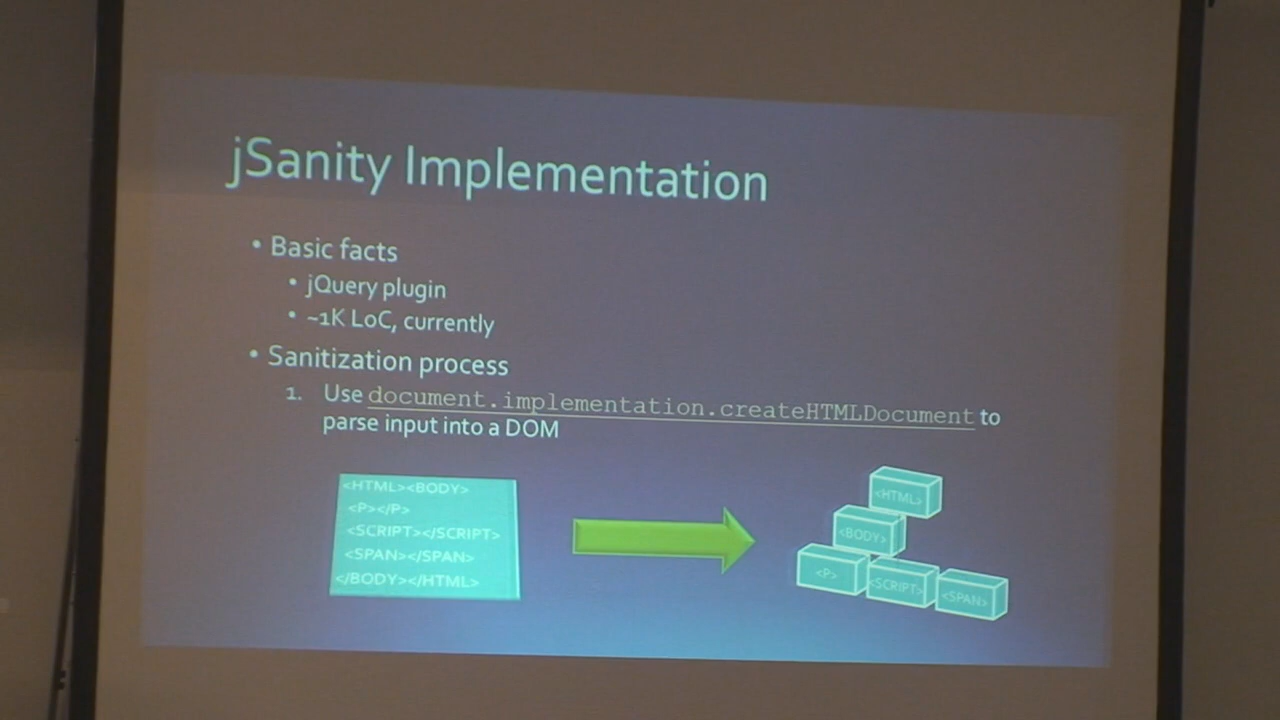 jSanity Implementation
• Basic facts
• jQuery plugin
• ~1K LoC, currently
• Sanitization process
1. Use document.implementation.createHTMLDocument to
parse input into a DOM
<HTML><BODY>
<P></P>
<SCRIPT></SCRIPT>
<SPAN></SPAN>
</BODY></HTML>
<HTML>
<BODY>
<P>
<SCRIPT>
<SPAN>